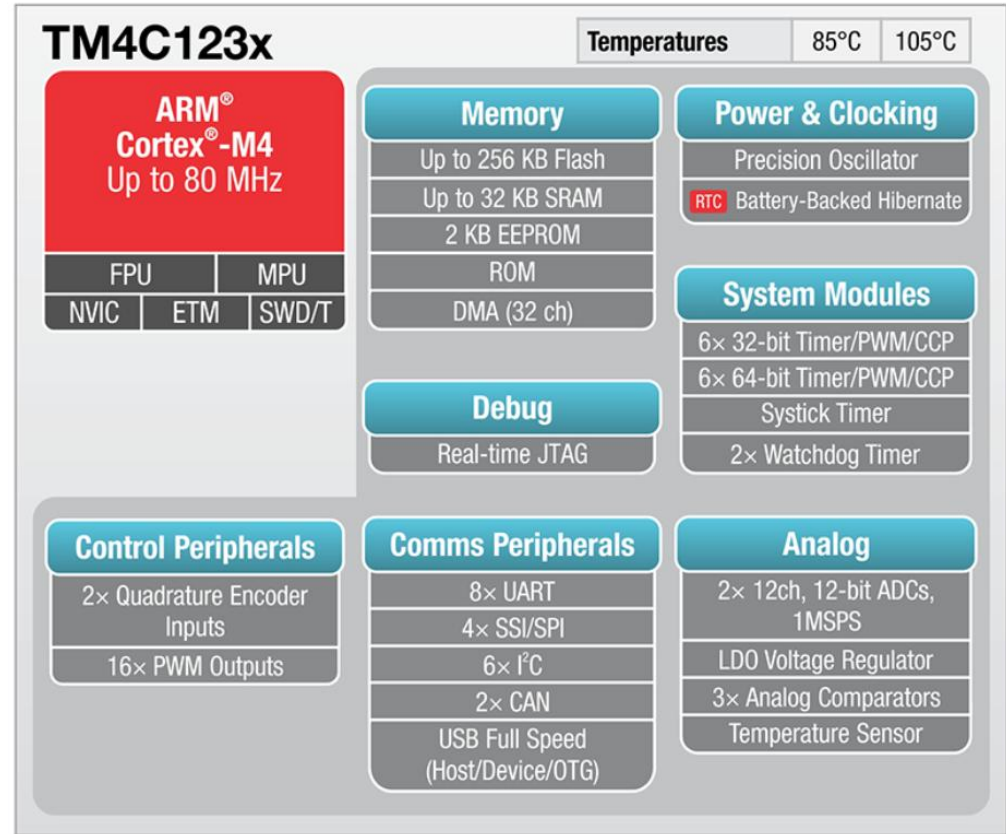 TM4C123x
Temperatures 85°C 105°C
ARM®
Cortex®-M4
Up to 80 MHz
FPU MPU
NVIC ETM SWD/T
Memory
Up to 256 KB Flash
Up to 32 KB SRAM
2 KB EEPROM
ROM
DMA (32 ch)
Power & Clocking
Precision Oscillator
RTC Battery-Backed Hibernate
System Modules
6× 32-bit Timer/PWM/CCP
6× 64-bit Timer/PWM/CCP
Systick Timer
2× Watchdog Timer
Debug
Real-time JTAG
Control Peripherals
2× Quadrature Encoder
Inputs
16× PWM Outputs
Comms Peripherals
8× UART
4× SSI/SPI
6× I²C
2× CAN
USB Full Speed
(Host/Device/OTG)
Analog
2× 12ch, 12-bit ADCs,
1MSPS
LDO Voltage Regulator
3× Analog Comparators
Temperature Sensor